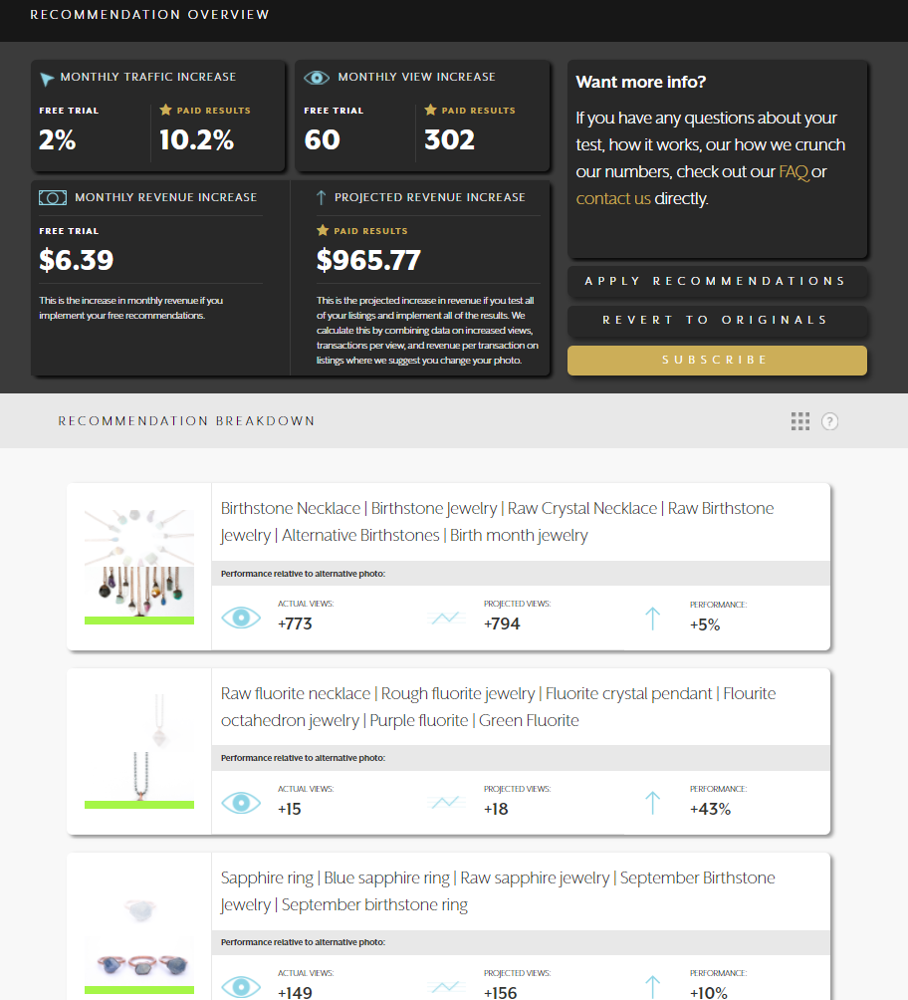 RECOMMENDATION OVERVIEW
MONTHLY TRAFFIC INCREASE
FREE TRIAL
2%
PAID RESULTS
10.2%
MONTHLY VIEW INCREASE
FREE TRIAL
60
PAID RESULTS
302
MONTHLY REVENUE INCREASE
FREE TRIAL
$6.39
This is the increase in monthly revenue if you
implement your free recommendations.
PROJECTED REVENUE INCREASE
PAID RESULTS
$965.77
This is the projected increase in revenue if you test all
of your listings and implement all of the results. We
calculate this by combining data on increased views,
transactions per view, and revenue per transaction on
listings where we suggest you change your photo.
Want more info?
If you have any questions about your
test, how it works, our how we crunch
our numbers, check out our FAQ or
contact us directly.
APPLY RECOMMENDATIONS
REVERT TO ORIGINALS
SUBSCRIBE
RECOMMENDATION BREAKDOWN
?
Birthstone Necklace | Birthstone Jewelry | Raw Crystal Necklace | Raw Birthstone
Jewelry | Alternative Birthstones | Birth month jewelry
Performance relative to alternative photo:
ACTUAL VIEWS:
+773
PROJECTED VIEWS:
+794
PERFORMANCE:
+5%
Raw fluorite necklace | Rough fluorite jewelry | Fluorite crystal pendant | Flourite
octahedron jewelry | Purple fluorite | Green Fluorite
Performance relative to alternative photo:
ACTUAL VIEWS:
+15
PROJECTED VIEWS:
+18
PERFORMANCE:
+43%
Sapphire ring | Blue sapphire ring | Raw sapphire jewelry | September Birthstone
Jewelry | September birthstone ring
Performance relative to alternative photo:
ACTUAL VIEWS:
+149
PROJECTED VIEWS:
+156
PERFORMANCE:
+10%